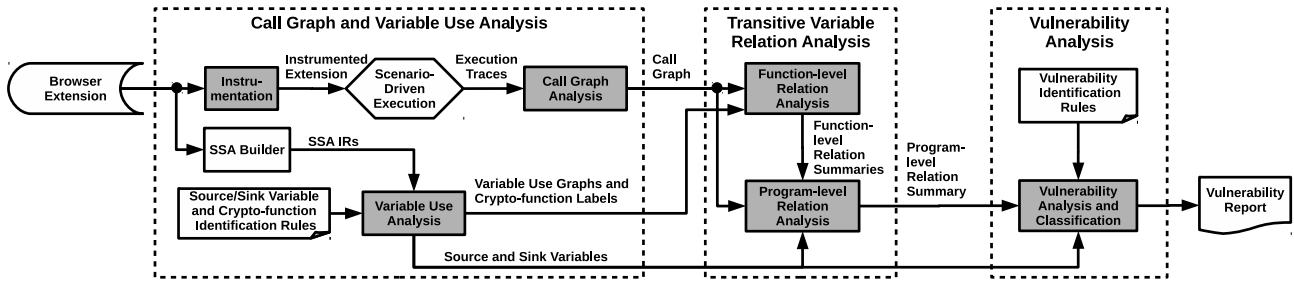 Call Graph and Variable Use Analysis
Transitive Variable
Relation Analysis
Vulnerability
Analysis
Browser
Extension
Instru-
mentation
Instrumented
Extension
Scenario-
Driven
Execution
Execution
Traces
Call Graph
Analysis
Call
Graph
Function-level
Relation
Analysis
Vulnerability
Identification
Rules
SSA Builder
SSA IRs
Function-
level
Relation
Summaries
Program-
level
Relation
Summary
Source/Sink Variable
and Crypto-function
Identification Rules
Variable Use
Analysis
Variable Use Graphs and
Crypto-function Labels
Program-level
Relation
Analysis
Vulnerability
Analysis and
Classification
Vulnerability
Report
Source and Sink Variables